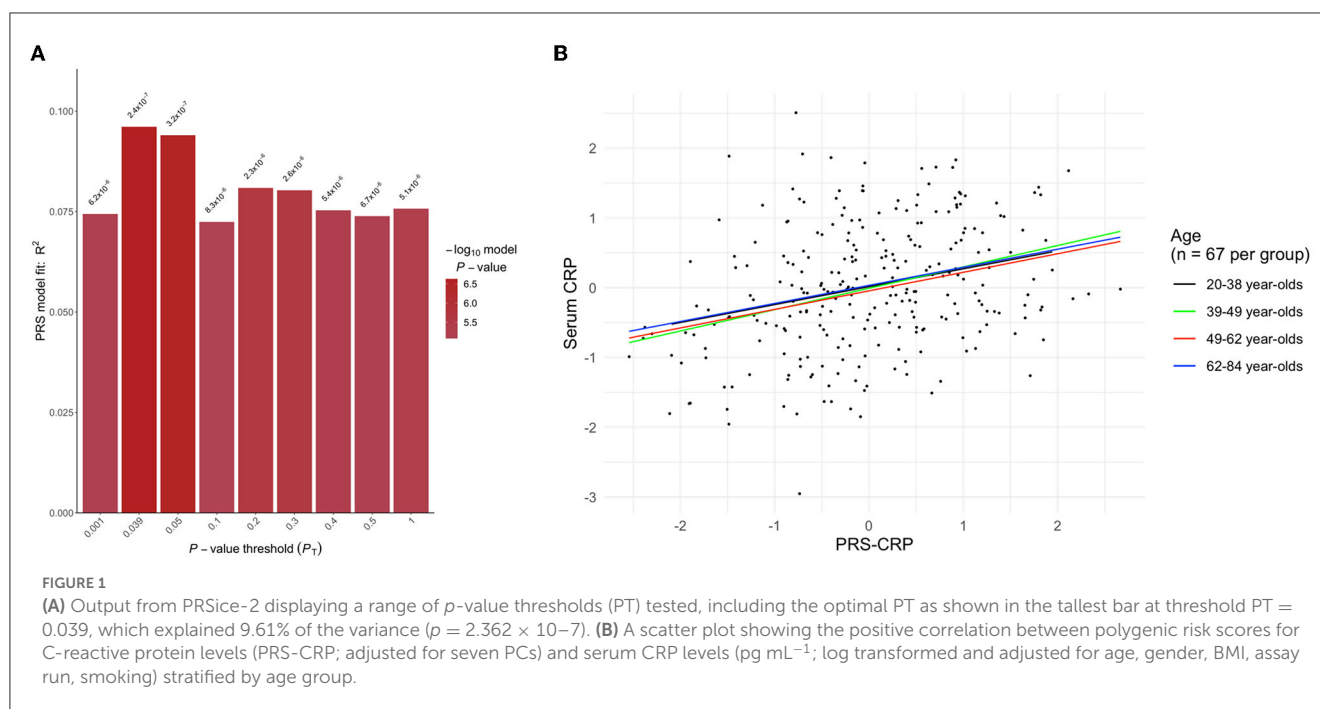 A
B
0.100
0.075
0.050
0.025
0.000
PRS model fit: R²
6.2x10⁻⁶
2.4x10⁻⁷
3.2x10⁻⁷
8.3x10⁻⁶
2.3x10⁻⁶
2.6x10⁻⁶
5.4x10⁻⁶
6.7x10⁻⁶
5.1x10⁻⁶
0.001
0.039
0.05
0.1
0.2
0.3
0.4
0.5
1
P – value threshold (P_T)
–log₁₀ model
P – value
6.5
6.0
5.5
Serum CRP
2
1
0
-1
-2
-3
-2
-1
0
1
2
PRS-CRP
Age
(n = 67 per group)
20-38 year-olds
39-49 year-olds
49-62 year-olds
62-84 year-olds
FIGURE 1
(A) Output from PRSice-2 displaying a range of p-value thresholds (PT) tested, including the optimal PT as shown in the tallest bar at threshold PT =
0.039, which explained 9.61% of the variance (p = 2.362 × 10–7). (B) A scatter plot showing the positive correlation between polygenic risk scores for
C-reactive protein levels (PRS-CRP; adjusted for seven PCs) and serum CRP levels (pg mL⁻¹; log transformed and adjusted for age, gender, BMI, assay
run, smoking) stratified by age group.